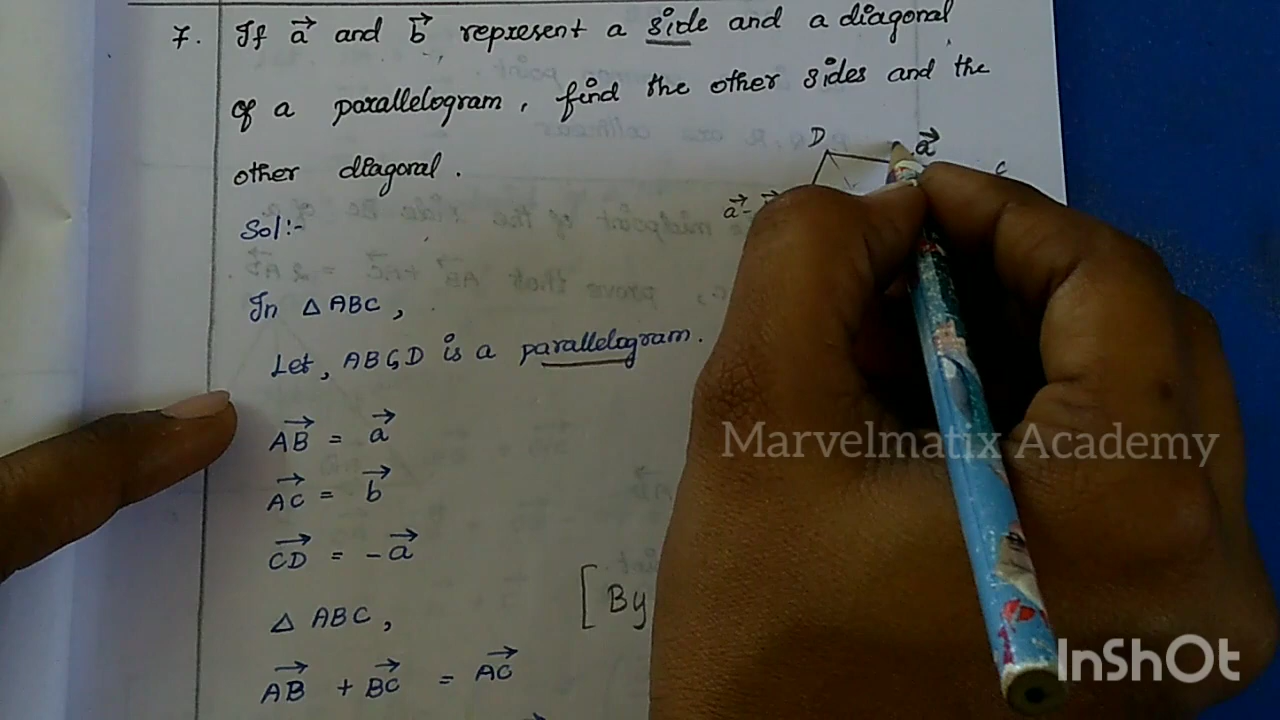 7. If a⃗ and b⃗ represent a side and a diagonal
of a parallelogram, find the other sides and the
other diagonal.
D a⃗ C
a⃗ -
Sol:-
In △ ABC,
Let, ABCD is a parallelogram.
AB⃗ = a⃗
AC⃗ = b⃗
CD⃗ = -a⃗
△ ABC,
[ By
AB⃗ + BC⃗ = AC⃗
Marvelmatix Academy
InShOt